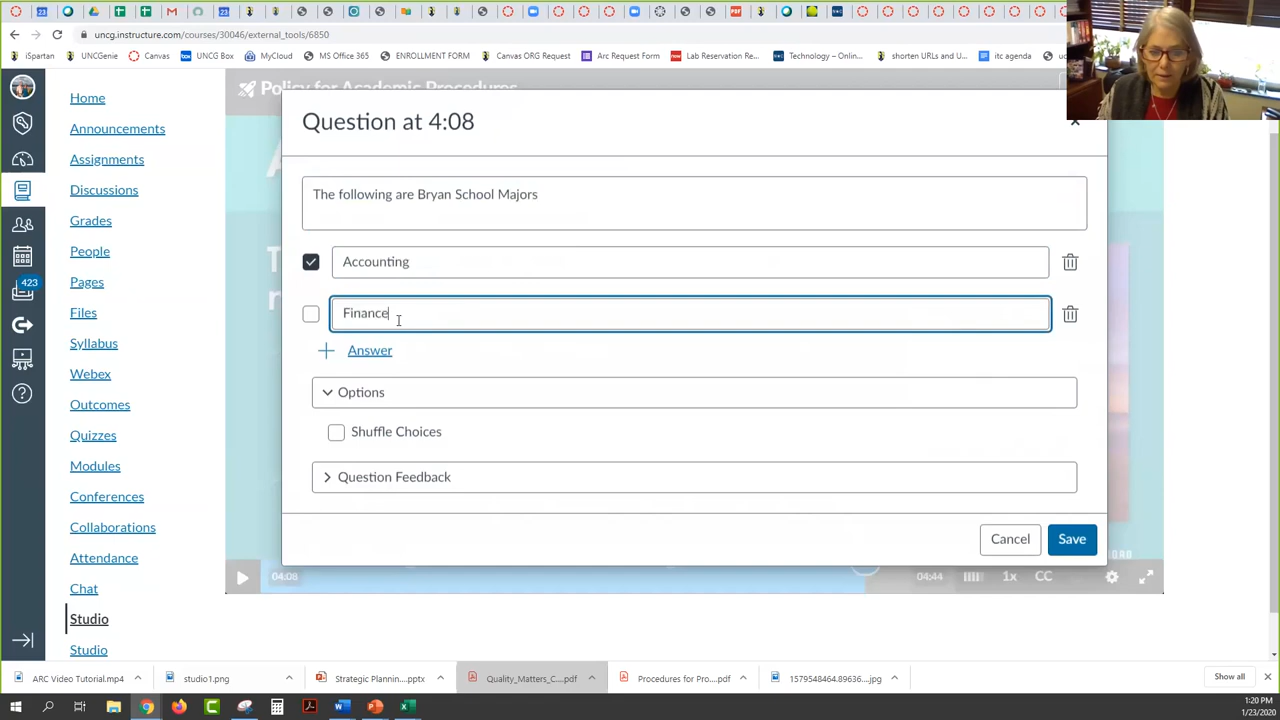 uncg.instructure.com/courses/30046/external_tools/6850
iSpartan UNCGenie Canvas UNCG Box MyCloud MS Office 365 ENROLLMENT FORM Canvas ORG Request Arc Request Form Lab Reservation Re... Technology – Onlin... shorten URLs and U... itc agenda
Policy for Academic Procedures
Home
Announcements
Assignments
Discussions
Grades
People
Pages
423
Files
Syllabus
Webex
Outcomes
Quizzes
Modules
Conferences
Collaborations
Attendance
Chat
Studio
Studio
Question at 4:08
The following are Bryan School Majors
Accounting
Finance
Answer
Options
Shuffle Choices
Question Feedback
Cancel
Save
04:08
04:44
1x
CC
ARC Video Tutorial.mp4 studio1.png Strategic Plannin....pptx Quality_Matters_C....pdf Procedures for Pro....pdf 1579548464.89636....jpg Show all
1:20 PM
1/23/2020